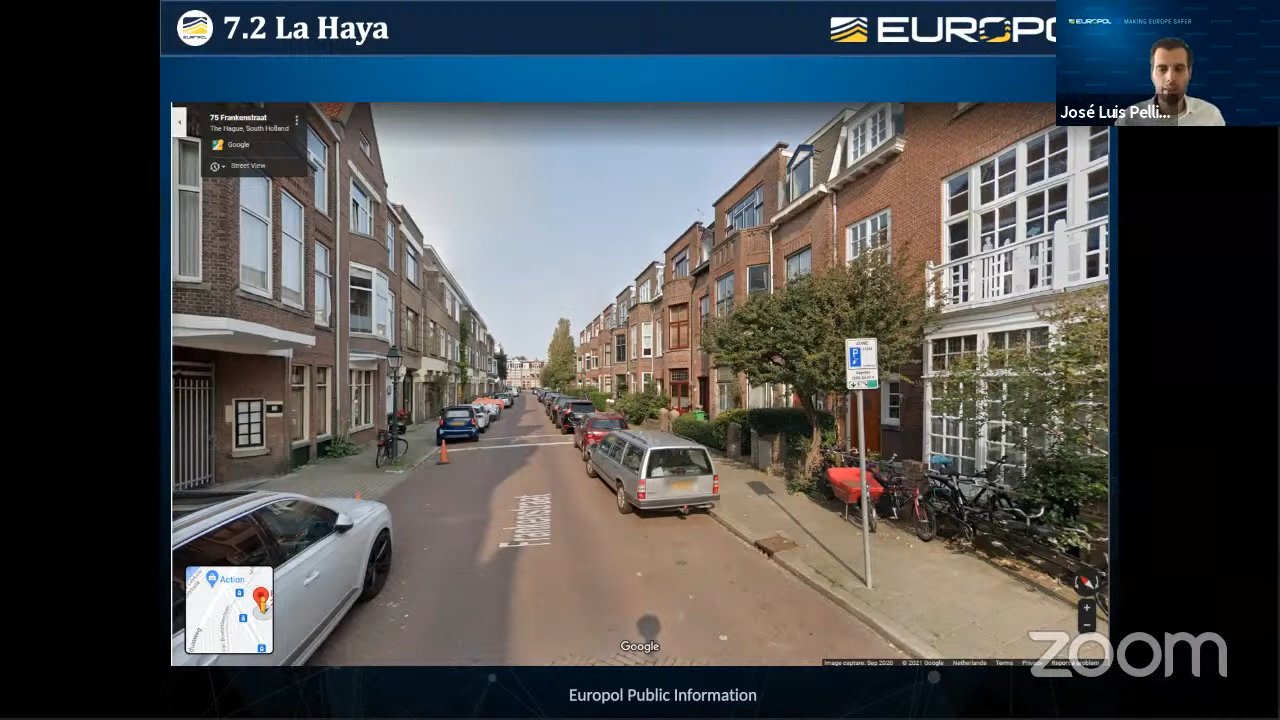 7.2 La Haya
EUROPO
EUROPOL MAKING EUROPE SAFER
José Luis Pelli...
75 Frankenstraat
The Hague, South Holland
Google
Street View
ZONE
P
Frankenstraat
Action
Google
Image capture: Sep 2020 © 2021 Google Netherlands Terms Privacy Report a problem
zoom
Europol Public Information